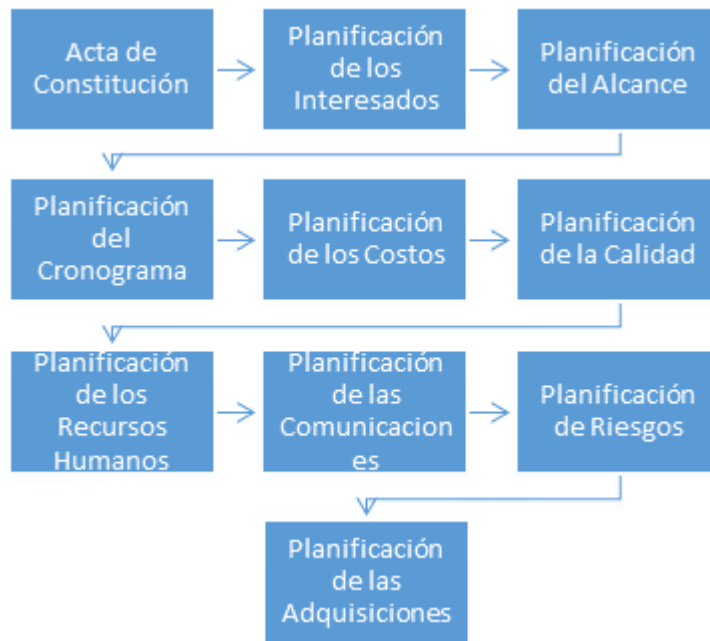 Acta de
Constitución
Planificación
de los
Interesados
Planificación
del Alcance
Planificación
del
Cronograma
Planificación
de los Costos
Planificación
de la Calidad
Planificación
de los
Recursos
Humanos
Planificación
de las
Comunicacion
es
Planificación
de Riesgos
Planificación
de las
Adquisiciones